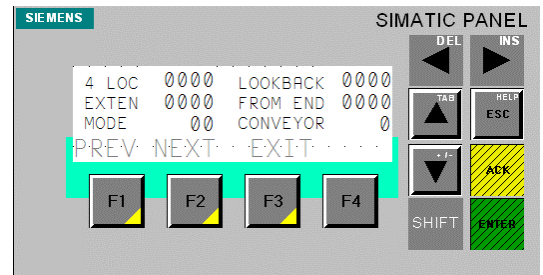 SIEMENS
SIMATIC PANEL
DEL INS
4 LOC 0000 LOOKBACK 0000
EXTEN 0000 FROM END 0000
MODE 00 CONVEYOR 0
PREV NEXT EXIT
TAB HELP
ESC
+/-
ACK
F1 F2 F3 F4
SHIFT ENTER